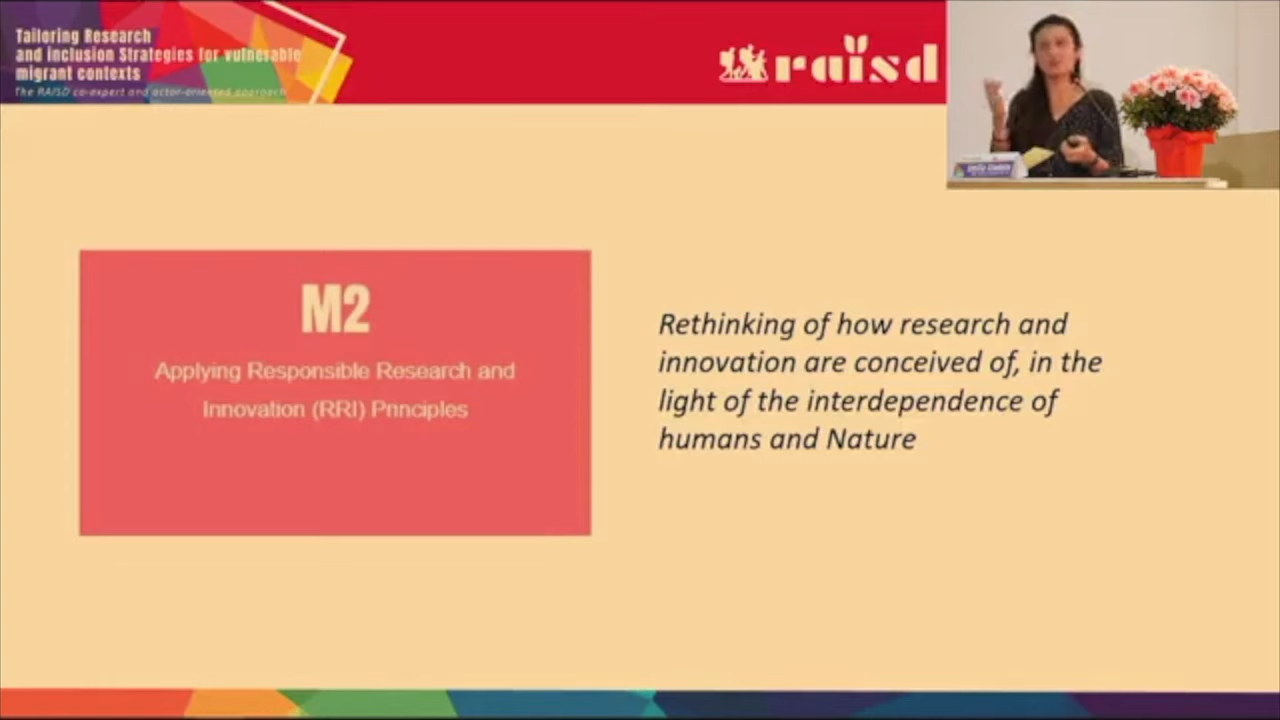 Tailoring Research
and Inclusion Strategies for vulnerable
migrant contexts
The RAISD co-expert and actor-oriented approach
raisd
M2
Applying Responsible Research and
Innovation (RRI) Principles
Rethinking of how research and
innovation are conceived of, in the
light of the interdependence of
humans and Nature